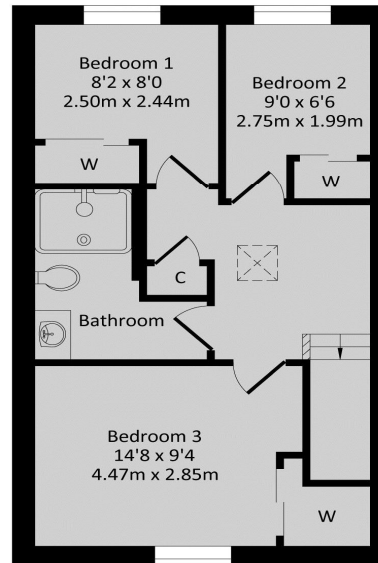 Bedroom 1
8'2 x 8'0
2.50m x 2.44m
Bedroom 2
9'0 x 6'6
2.75m x 1.99m
W
W
C
Bathroom
Bedroom 3
14'8 x 9'4
4.47m x 2.85m
W